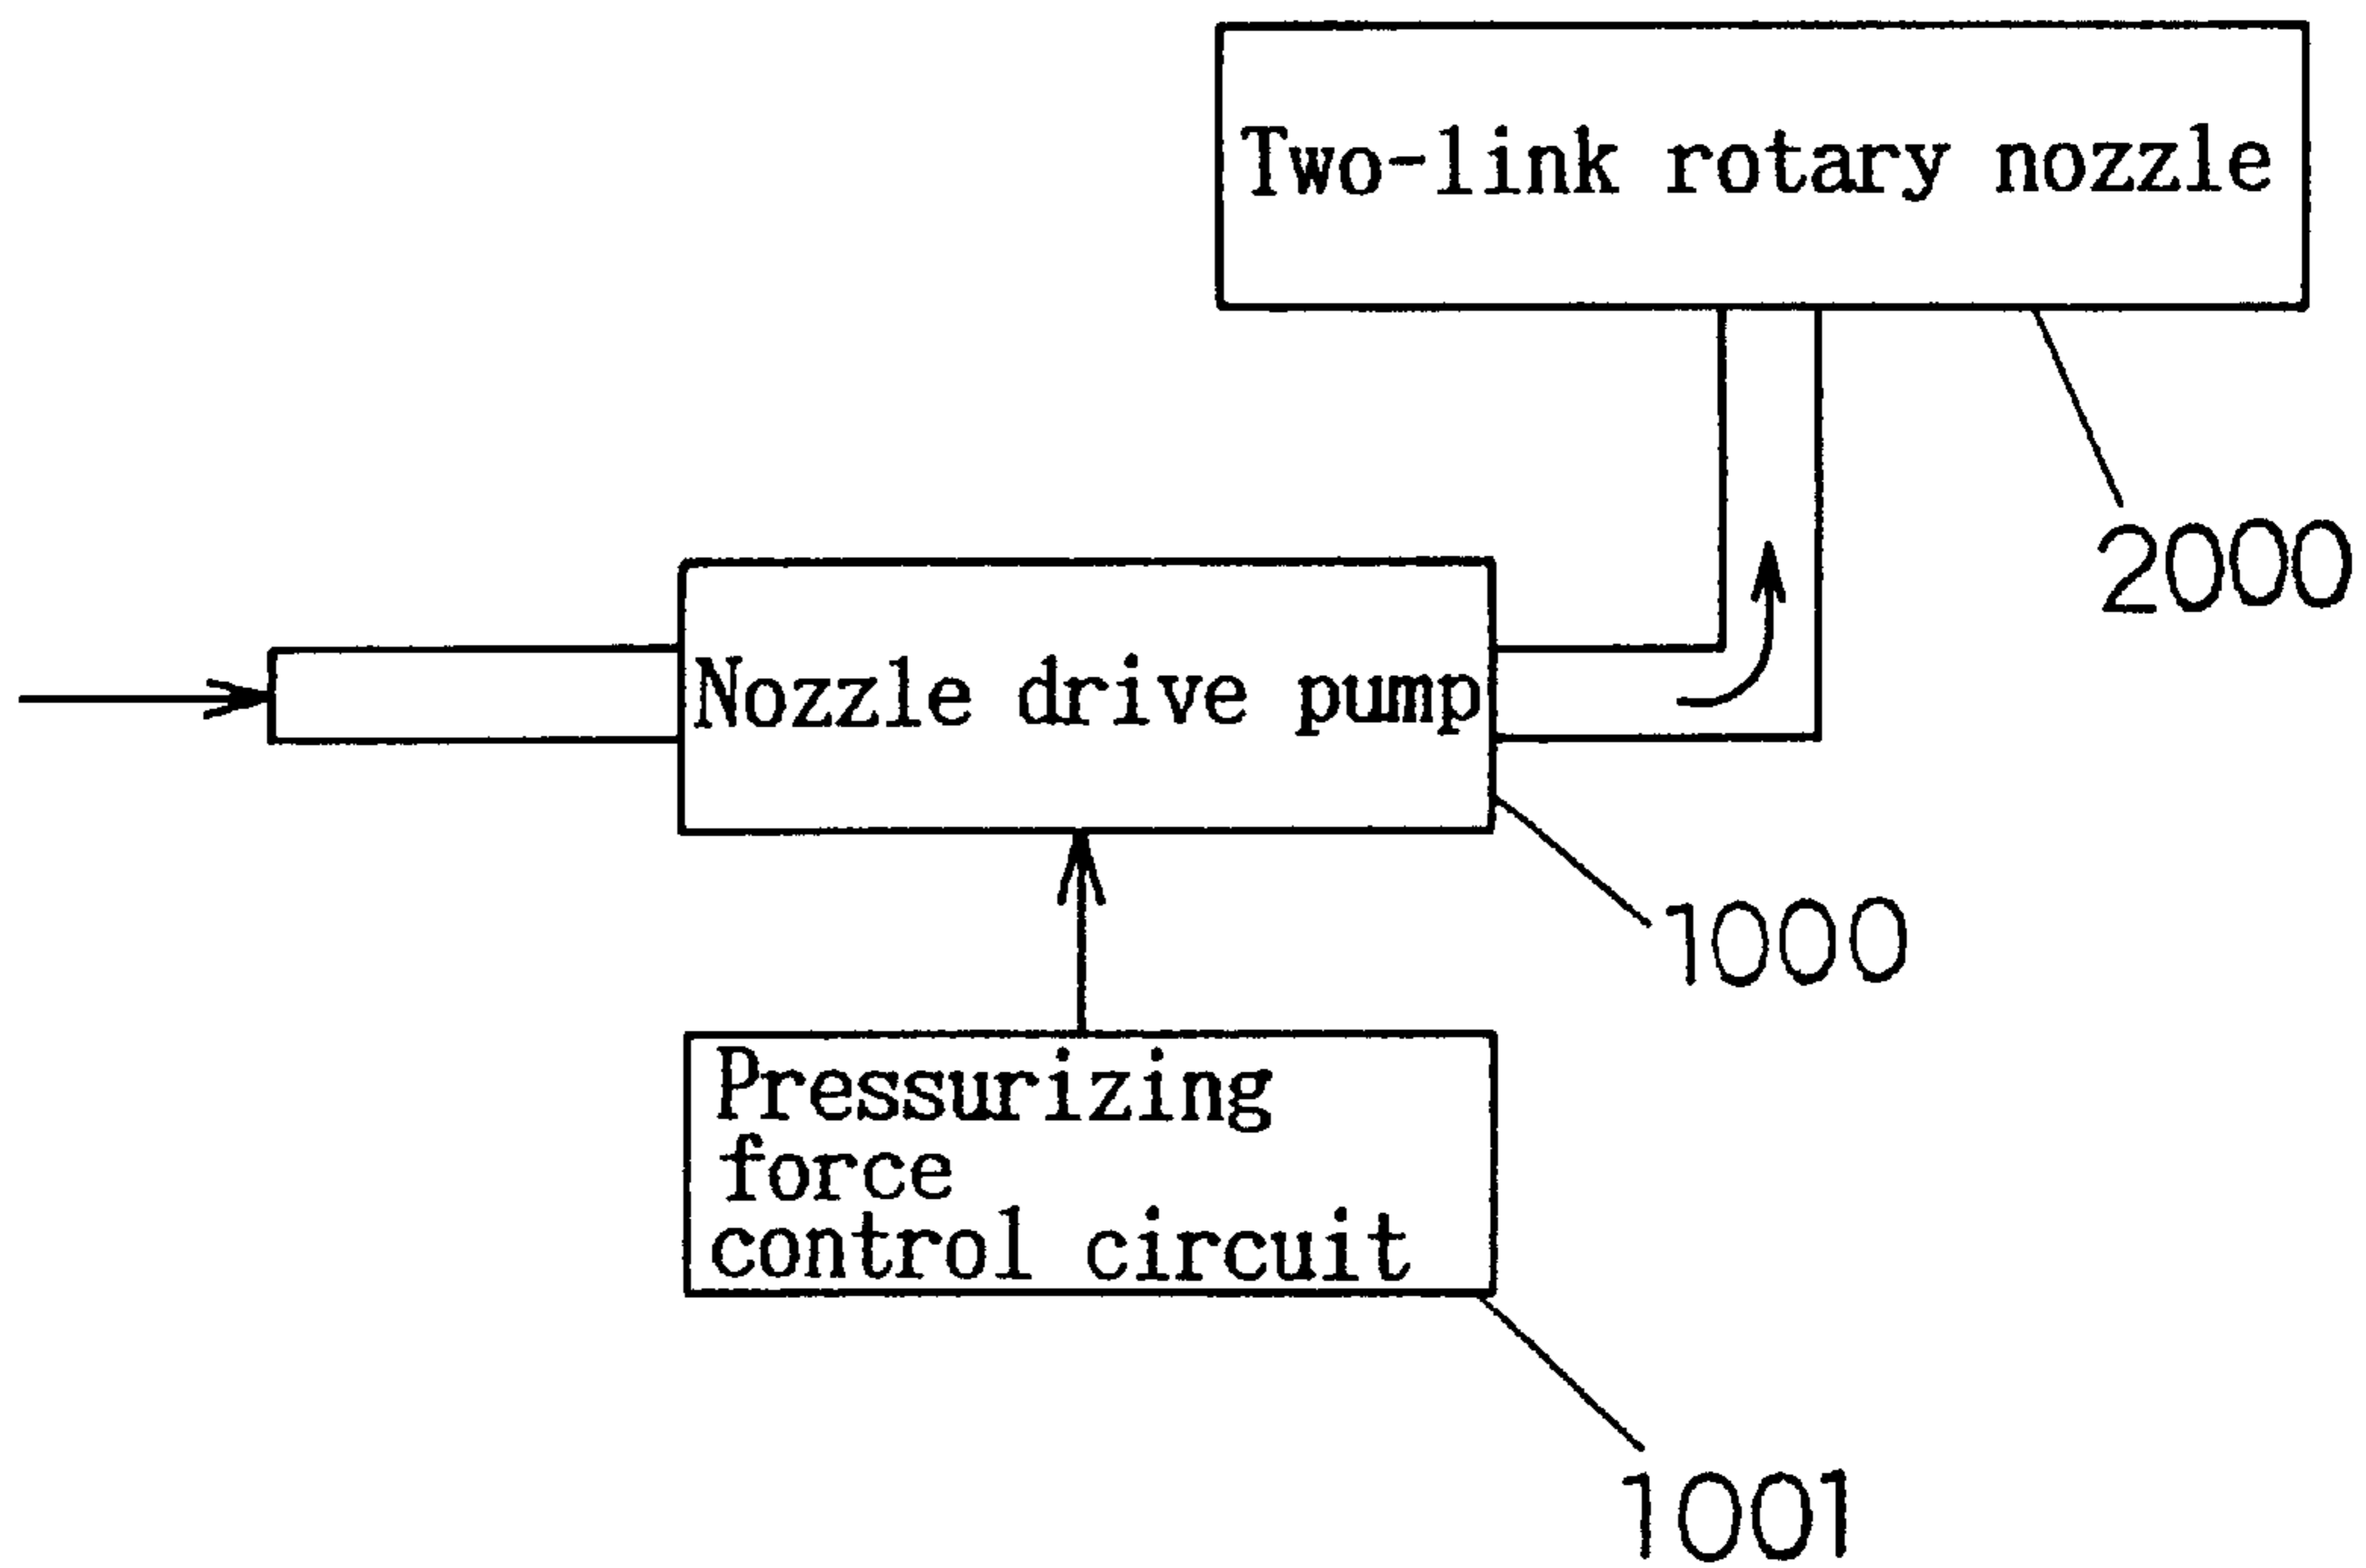 Two-link rotary nozzle
2000
Nozzle drive pump
1000
Pressurizing
force
control circuit
1001